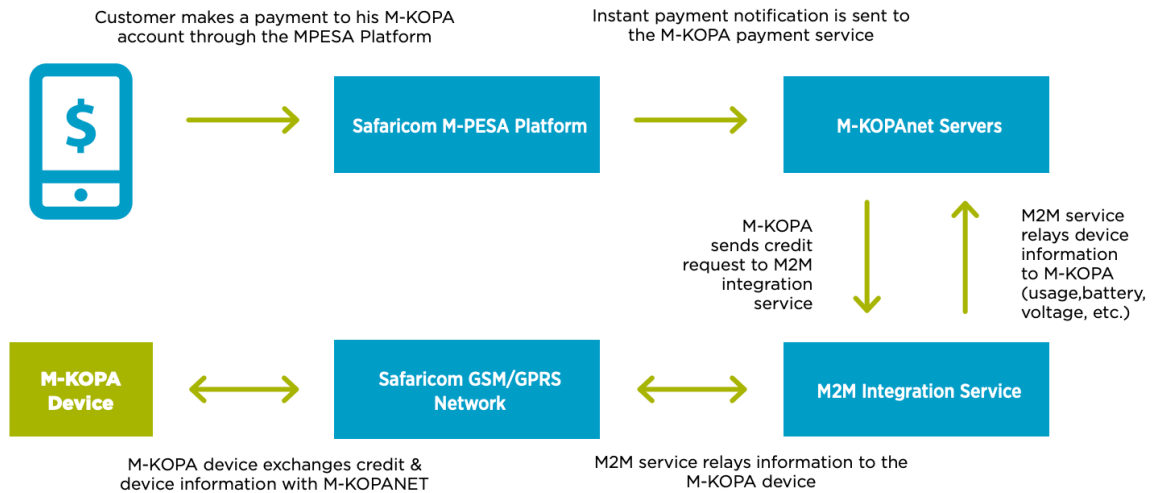 Customer makes a payment to his M-KOPA
account through the MPESA Platform
Instant payment notification is sent to
the M-KOPA payment service
$
Safaricom M-PESA Platform
M-KOPAnet Servers
M-KOPA
sends credit
request to M2M
integration
service
M2M service
relays device
information
to M-KOPA
(usage,battery,
voltage, etc.)
M-KOPA
Device
Safaricom GSM/GPRS
Network
M2M Integration Service
M-KOPA device exchanges credit &
device information with M-KOPANET
M2M service relays information to the
M-KOPA device